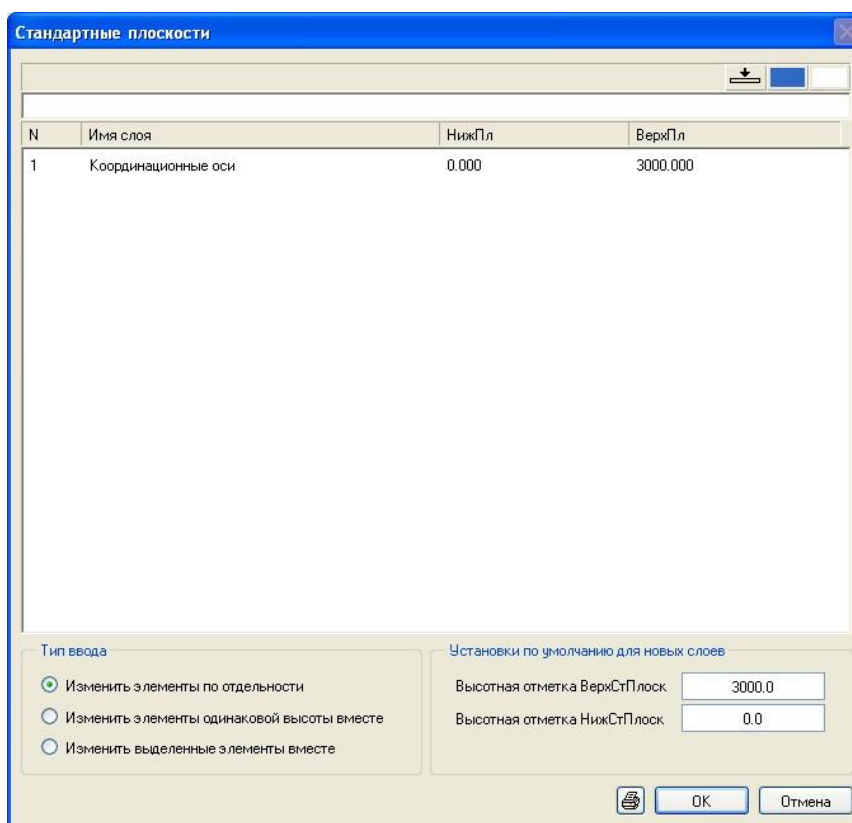 Стандартные плоскости
N Имя слоя НижПл ВерхПл
1 Координационные оси 0.000 3000.000
Тип ввода
Изменить элементы по отдельности
Изменить элементы одинаковой высоты вместе
Изменить выделенные элементы вместе
Установки по умолчанию для новых слоев
Высотная отметка ВерхСтПлоск 3000.0
Высотная отметка НижСтПлоск 0.0
OK Отмена